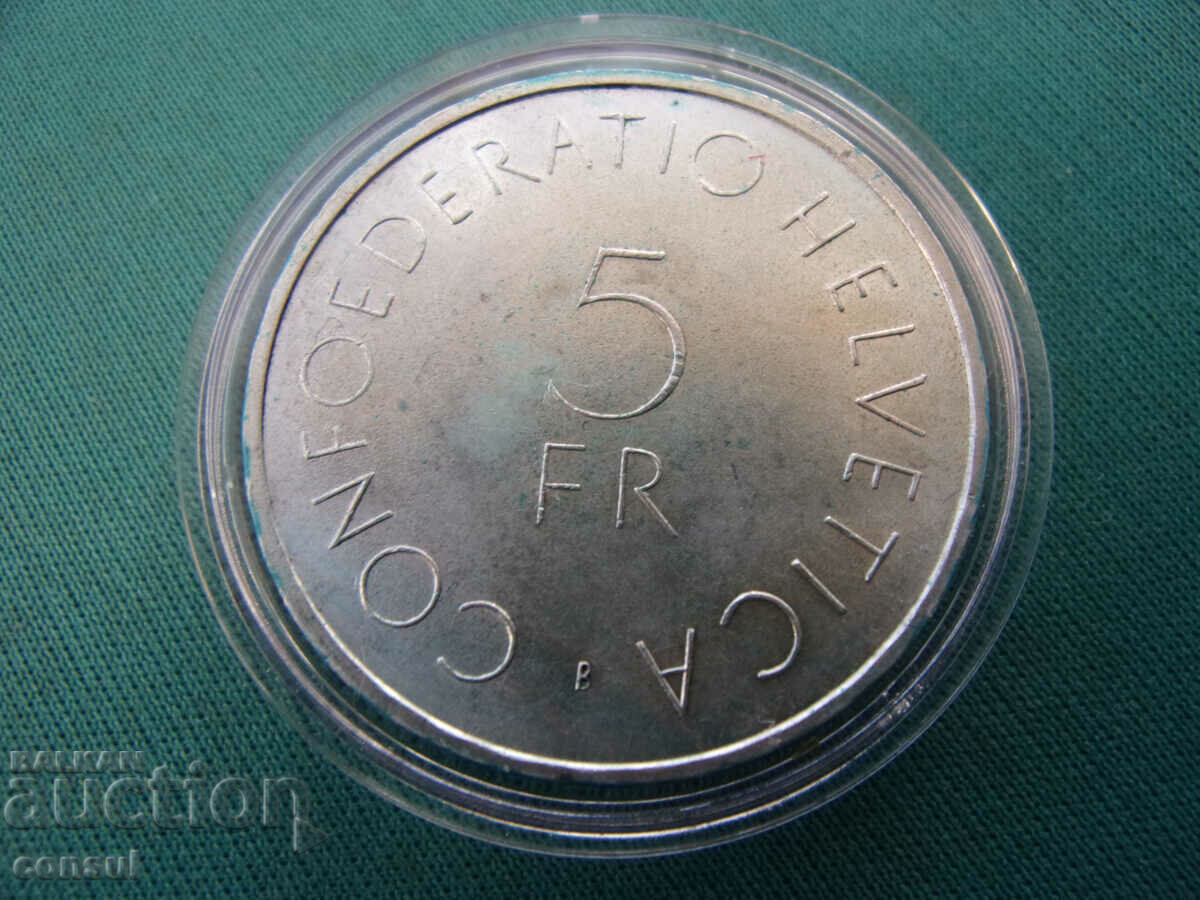 CONFOEDERATIO HELVETICA
5
FR
B
BALKAN
auction
consul